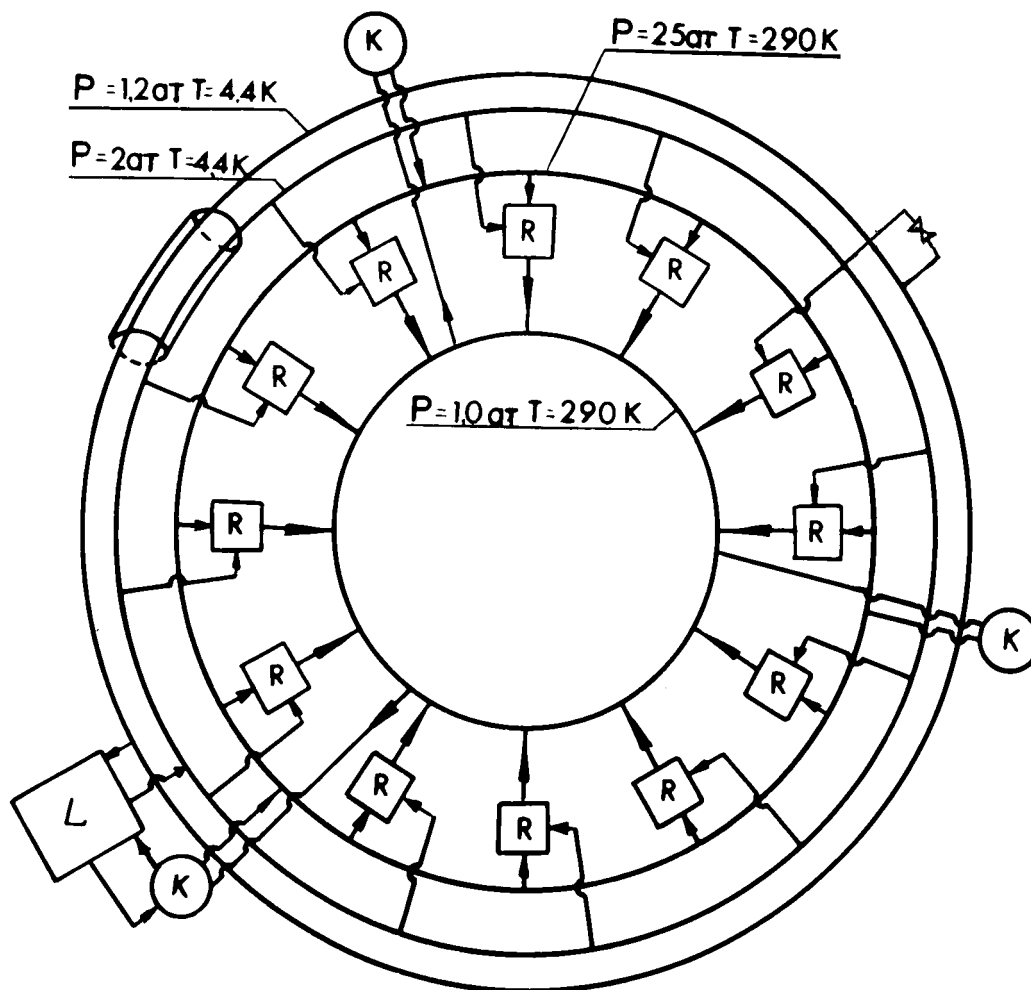 K
P=25ат T=290K
P=1,2ат T=4,4K
P=2ат T=4,4K
R
R
R
R
R
P=1,0ат T=290K
R
R
K
R
R
R
R
R
L
K